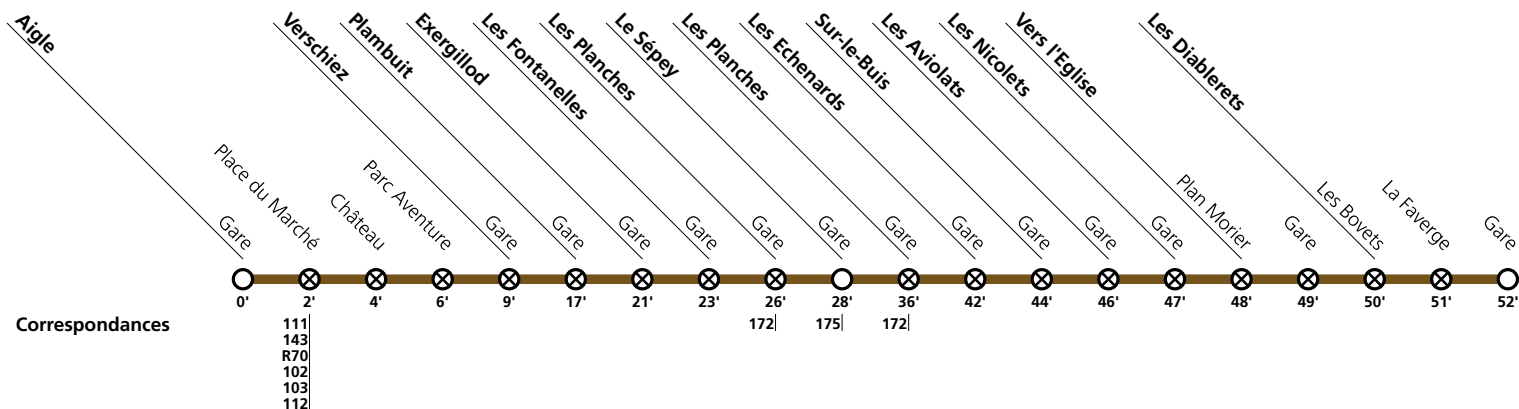 Aigle
Verschiez
Plambuit
Exergillod
Les Fontanelles
Les Planches
Le Sépey
Les Planches
Les Echenards
Sur-le-Buis
Les Aviolats
Les Nicolets
Vers l'Eglise
Les Diablerets
Gare
Place du Marché
Château
Parc Aventure
Gare
Gare
Gare
Gare
Gare
Gare
Gare
Gare
Gare
Gare
Gare
Plan Morier
Gare
Les Bovets
La Faverge
Gare
0' 2' 4' 6' 9' 17' 21' 23' 26' 28' 36' 42' 44' 46' 47' 48' 49' 50' 51' 52'
Correspondances 111 172 175 172
143
R70
102
103
112